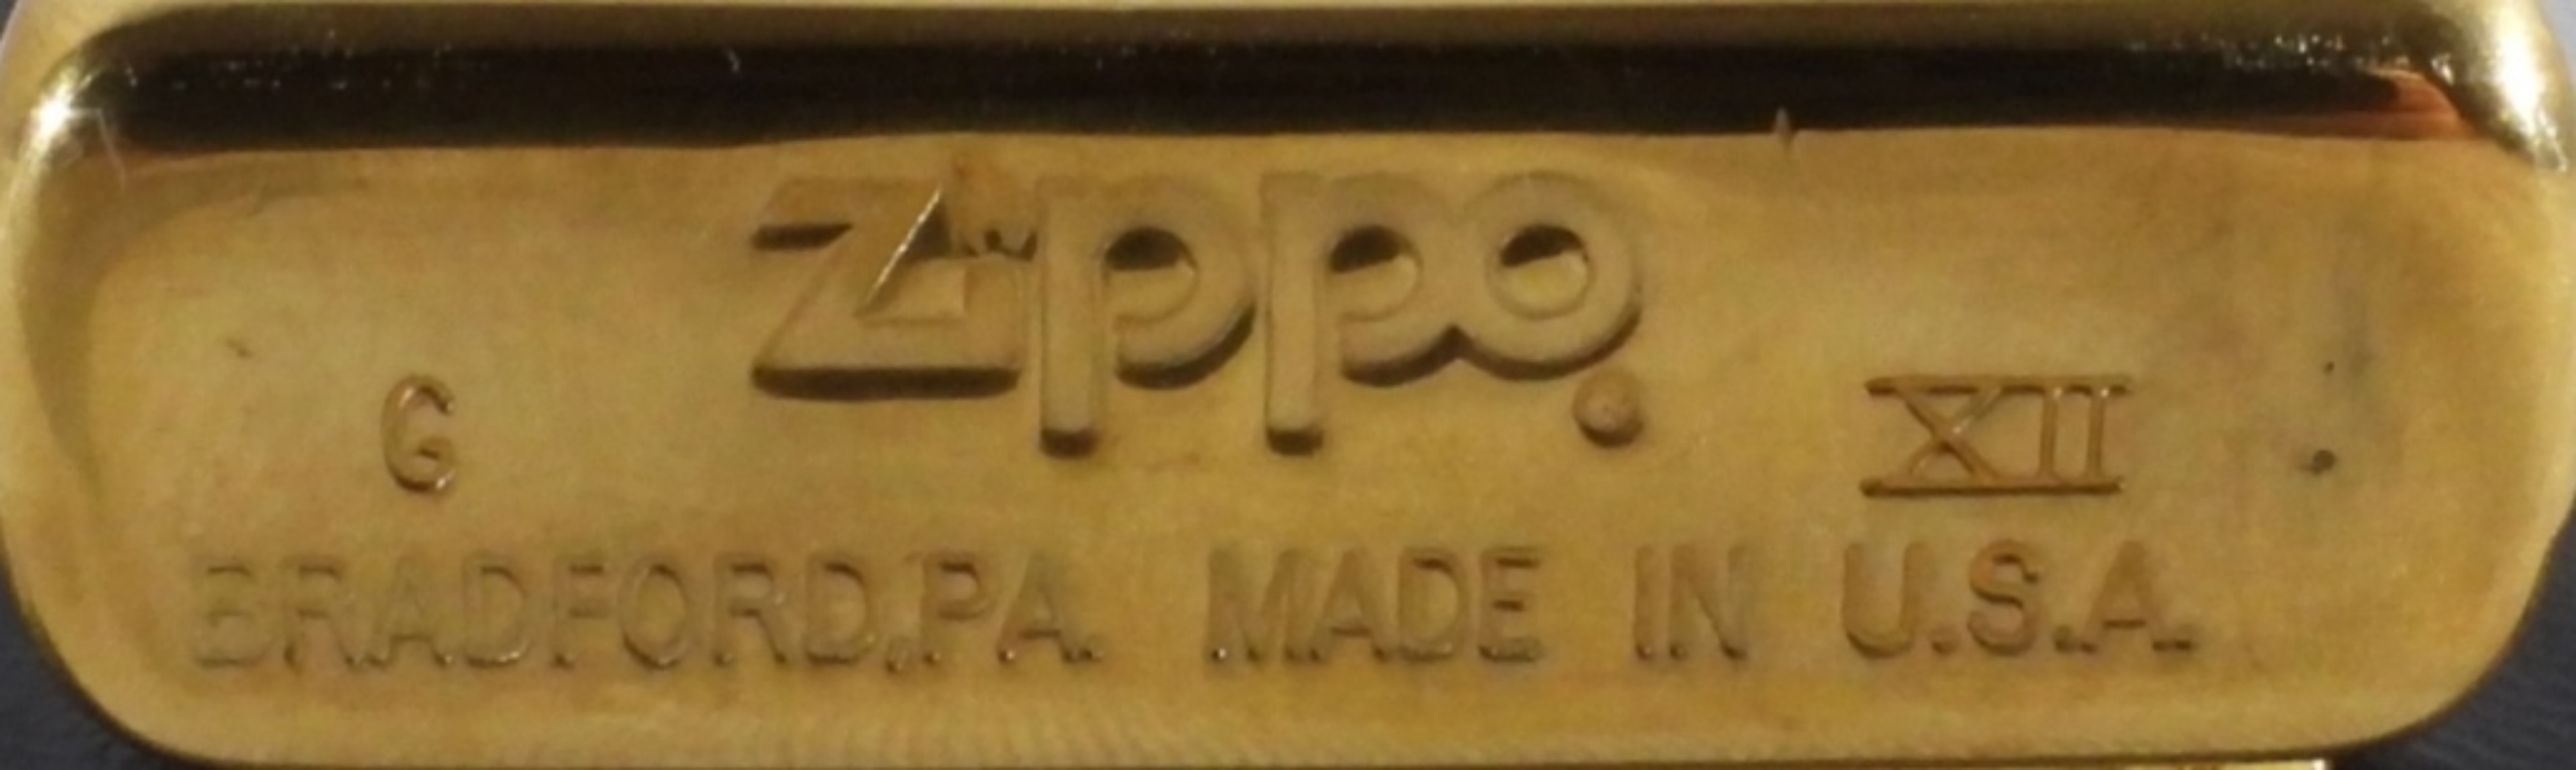 Zippo
G XII
BRADFORD,PA. MADE IN U.S.A.